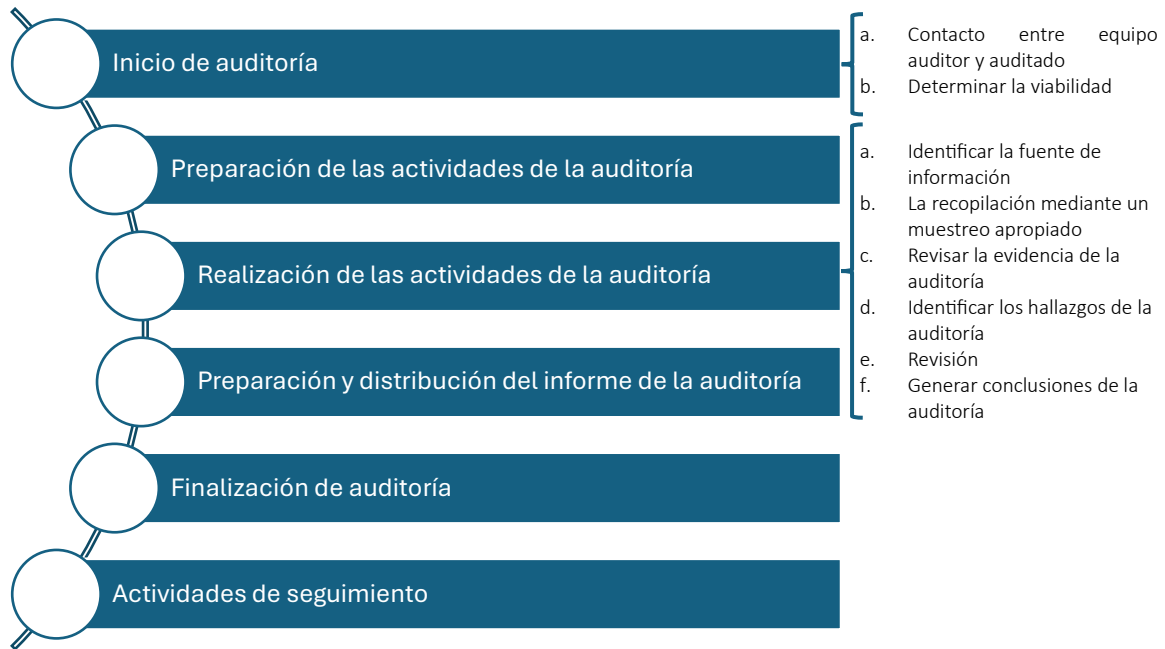 Inicio de auditoría
a. Contacto entre equipo
auditor y auditado
b. Determinar la viabilidad
Preparación de las actividades de la auditoría
Realización de las actividades de la auditoría
Preparación y distribución del informe de la auditoría
a. Identificar la fuente de
información
b. La recopilación mediante un
muestreo apropiado
c. Revisar la evidencia de la
auditoría
d. Identificar los hallazgos de la
auditoría
e. Revisión
f. Generar conclusiones de la
auditoría
Finalización de auditoría
Actividades de seguimiento